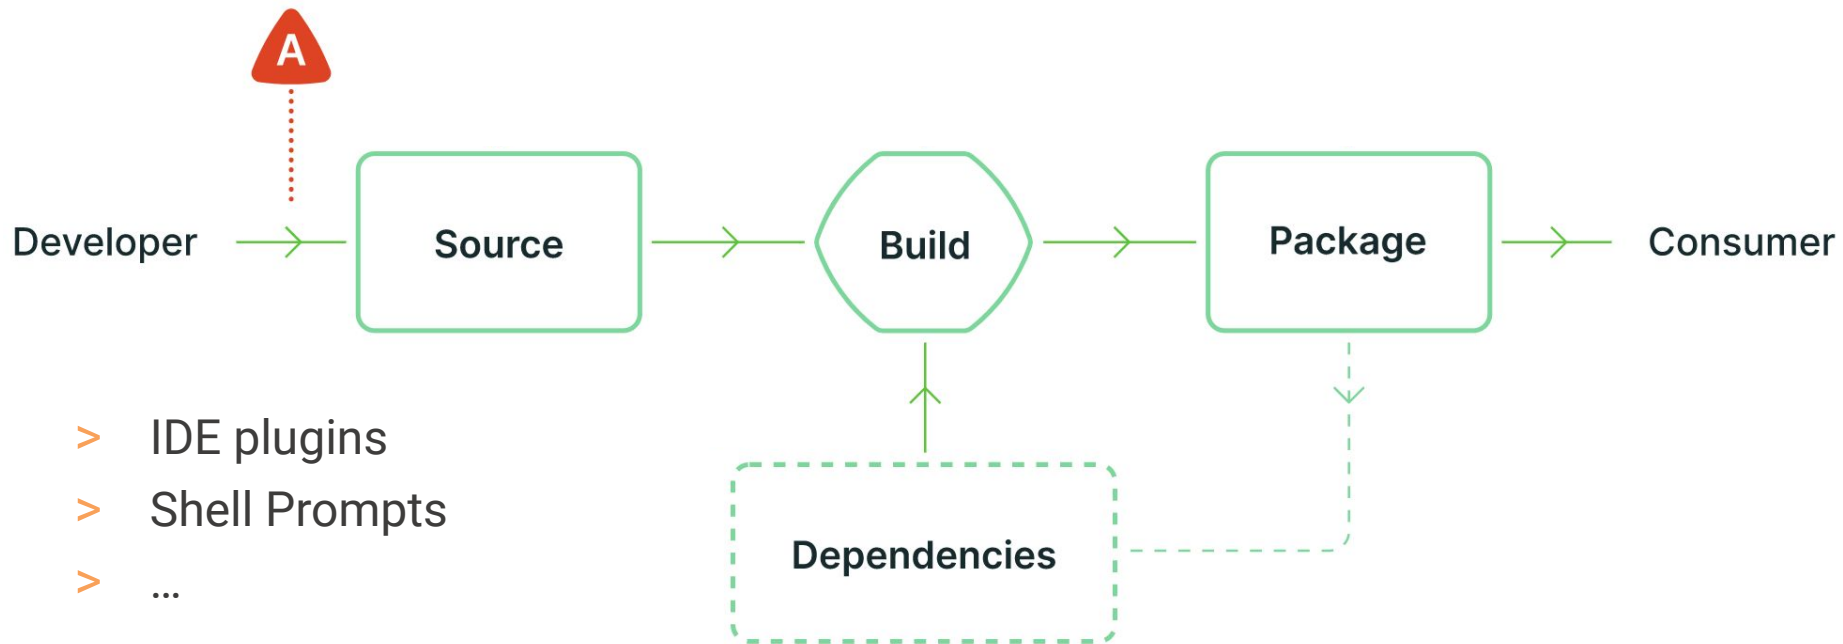 A
Developer
Source
Build
Package
Consumer
> IDE plugins
> Shell Prompts
> ...
Dependencies